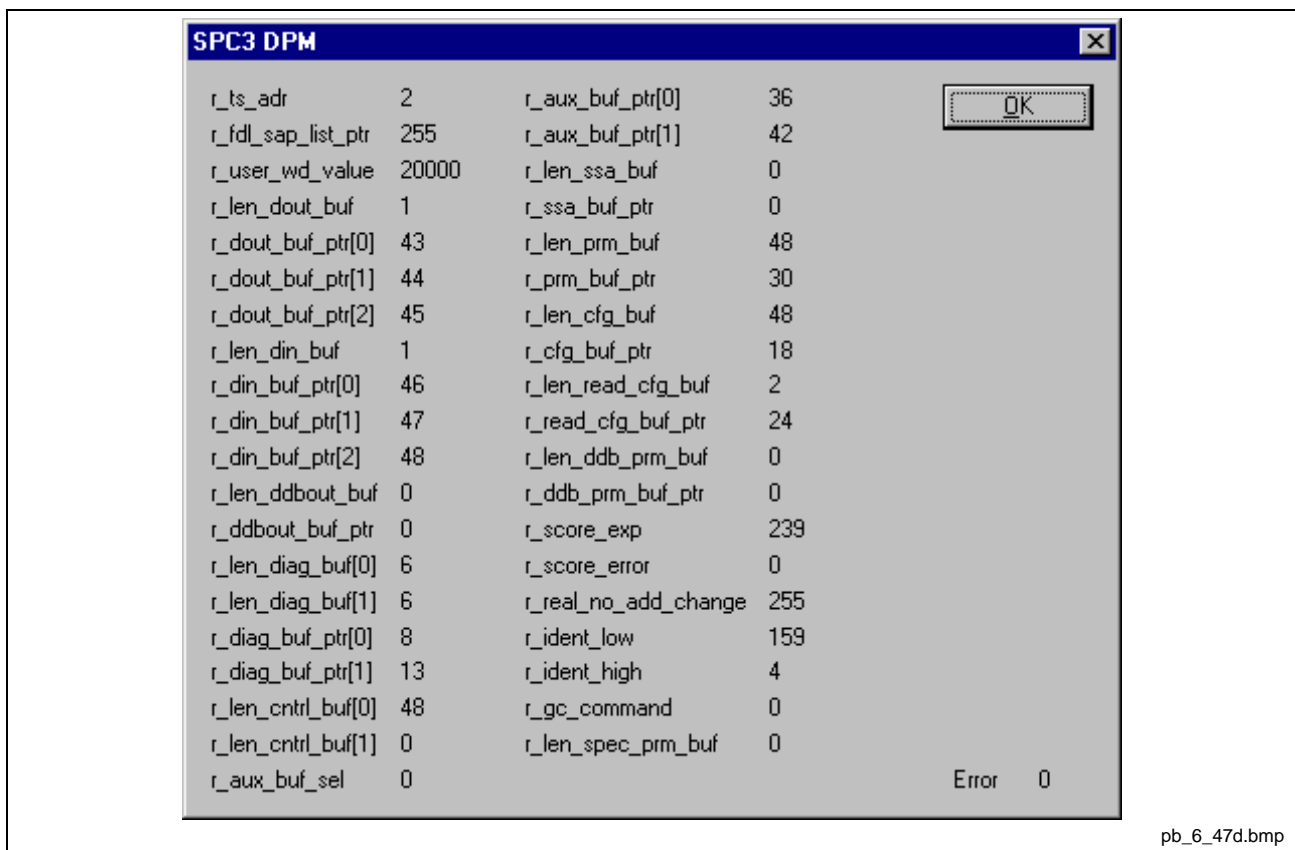 SPC3 DPM
r_ts_adr 2 r_aux_buf_ptr[0] 36 OK
r_fdl_sap_list_ptr 255 r_aux_buf_ptr[1] 42
r_user_wd_value 20000 r_len_ssa_buf 0
r_len_dout_buf 1 r_ssa_buf_ptr 0
r_dout_buf_ptr[0] 43 r_len_prm_buf 48
r_dout_buf_ptr[1] 44 r_prm_buf_ptr 30
r_dout_buf_ptr[2] 45 r_len_cfg_buf 48
r_len_din_buf 1 r_cfg_buf_ptr 18
r_din_buf_ptr[0] 46 r_len_read_cfg_buf 2
r_din_buf_ptr[1] 47 r_read_cfg_buf_ptr 24
r_din_buf_ptr[2] 48 r_len_ddb_prm_buf 0
r_len_ddbout_buf 0 r_ddb_prm_buf_ptr 0
r_ddbout_buf_ptr 0 r_score_exp 239
r_len_diag_buf[0] 6 r_score_error 0
r_len_diag_buf[1] 6 r_real_no_add_change 255
r_diag_buf_ptr[0] 8 r_ident_low 159
r_diag_buf_ptr[1] 13 r_ident_high 4
r_len_cntrl_buf[0] 48 r_gc_command 0
r_len_cntrl_buf[1] 0 r_len_spec_prm_buf 0
r_aux_buf_sel 0 Error 0
pb_6_47d.bmp